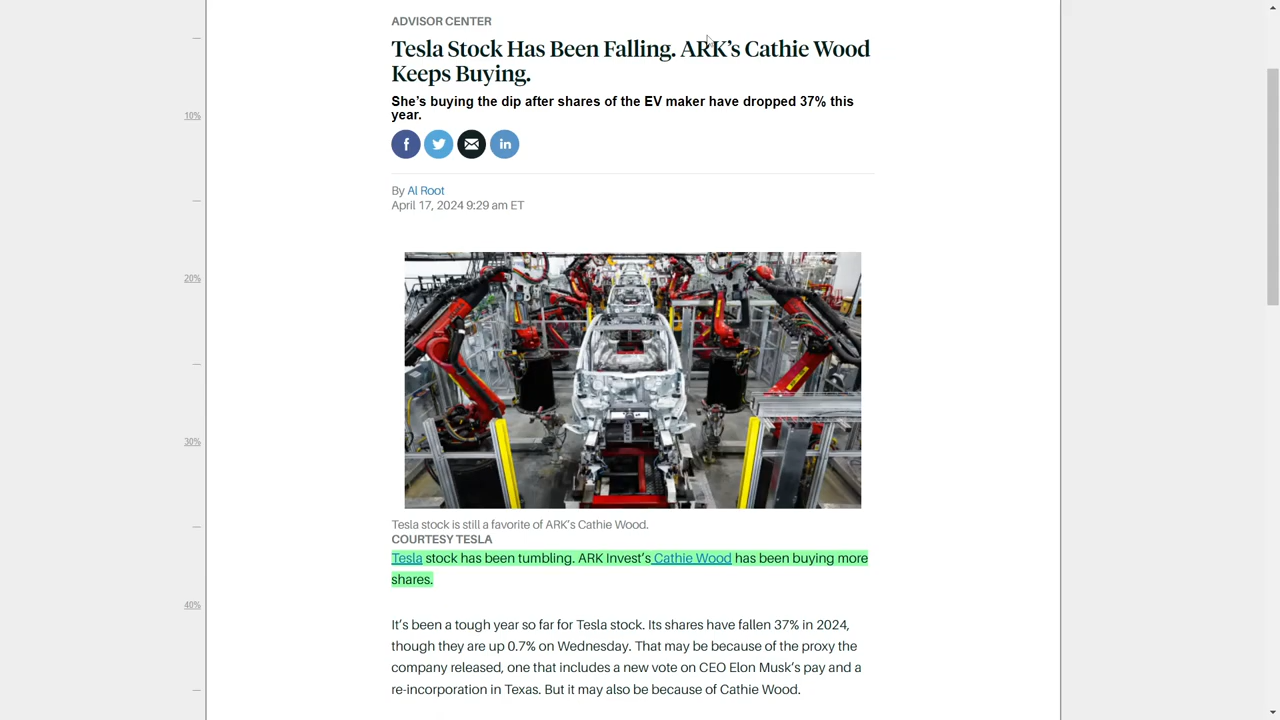 ADVISOR CENTER
Tesla Stock Has Been Falling. ARK’s Cathie Wood
Keeps Buying.
She’s buying the dip after shares of the EV maker have dropped 37% this
year.
f
in
By Al Root
April 17, 2024 9:29 am ET
10%
20%
30%
40%
Tesla stock is still a favorite of ARK’s Cathie Wood.
COURTESY TESLA
Tesla stock has been tumbling. ARK Invest’s Cathie Wood has been buying more
shares.
It’s been a tough year so far for Tesla stock. Its shares have fallen 37% in 2024,
though they are up 0.7% on Wednesday. That may be because of the proxy the
company released, one that includes a new vote on CEO Elon Musk’s pay and a
re-incorporation in Texas. But it may also be because of Cathie Wood.